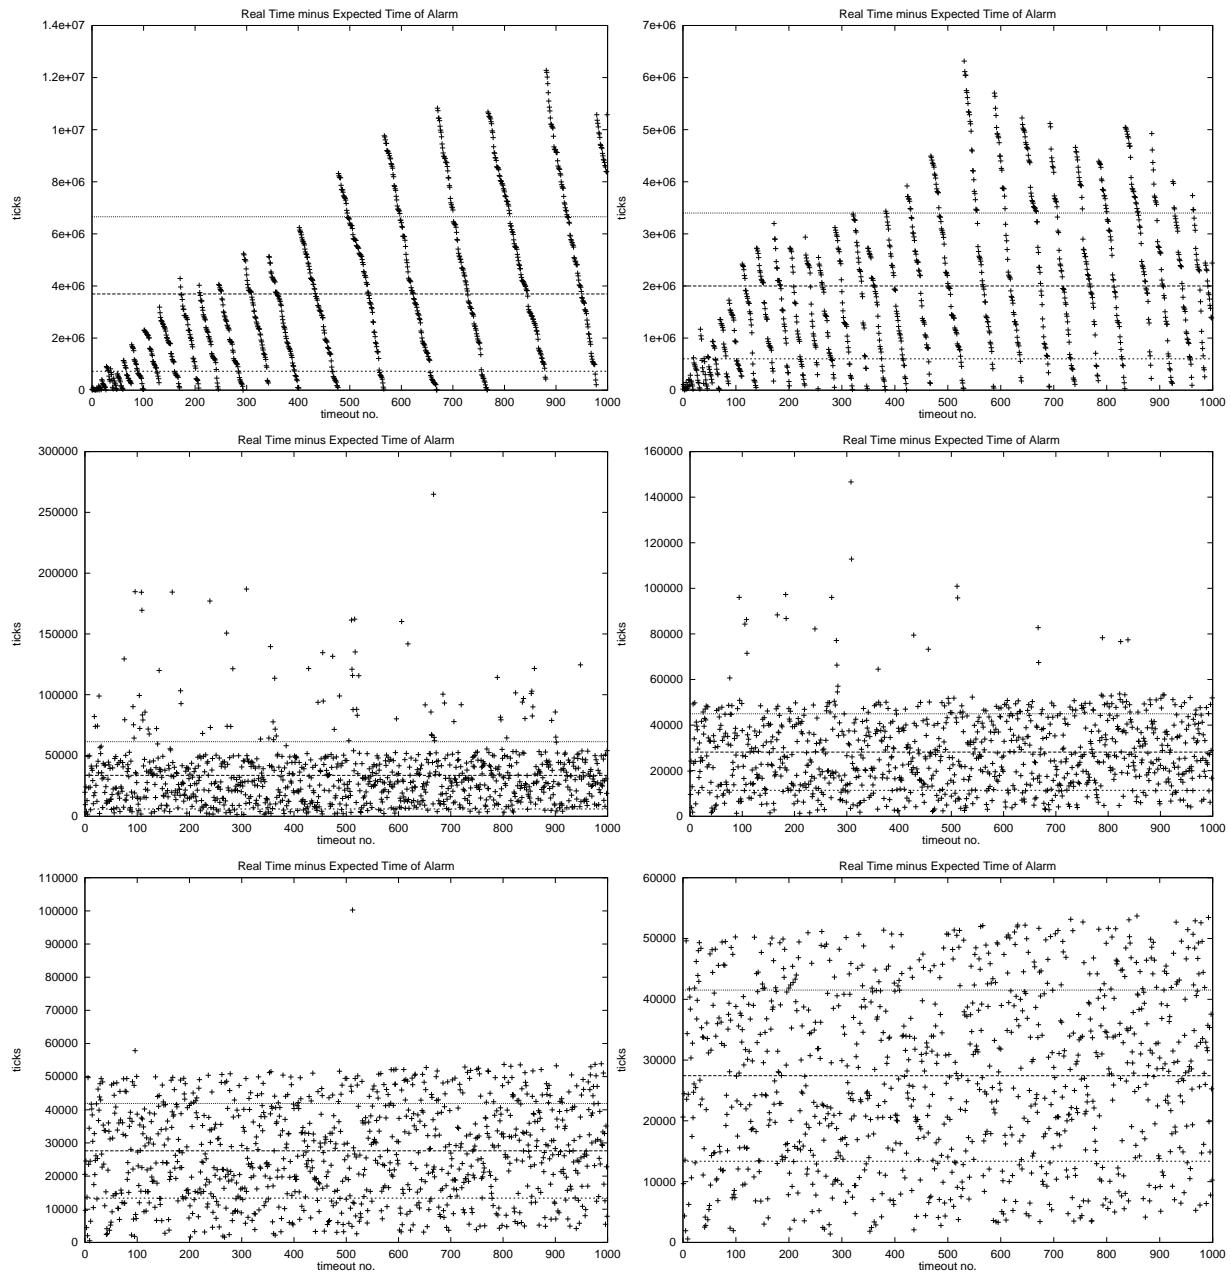 Real Time minus Expected Time of Alarm
1.4e+07
1.2e+07
1e+07
8e+06
6e+06
4e+06
2e+06
0
ticks
0 100 200 300 400 500 600 700 800 900 1000
timeout no.
Real Time minus Expected Time of Alarm
7e+06
6e+06
5e+06
4e+06
3e+06
2e+06
1e+06
0
ticks
0 100 200 300 400 500 600 700 800 900 1000
timeout no.
Real Time minus Expected Time of Alarm
300000
250000
200000
150000
100000
50000
0
ticks
0 100 200 300 400 500 600 700 800 900 1000
timeout no.
Real Time minus Expected Time of Alarm
160000
140000
120000
100000
80000
60000
40000
20000
0
ticks
0 100 200 300 400 500 600 700 800 900 1000
timeout no.
Real Time minus Expected Time of Alarm
110000
100000
90000
80000
70000
60000
50000
40000
30000
20000
10000
0
ticks
0 100 200 300 400 500 600 700 800 900 1000
timeout no.
Real Time minus Expected Time of Alarm
60000
50000
40000
30000
20000
10000
0
ticks
0 100 200 300 400 500 600 700 800 900 1000
timeout no.